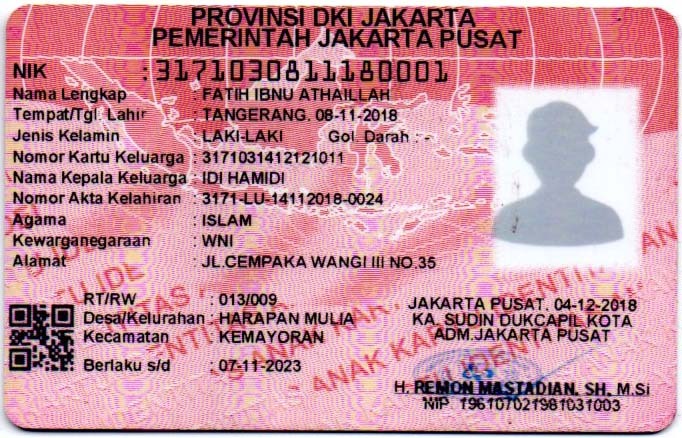 PROVINSI DKI JAKARTA
PEMERINTAH JAKARTA PUSAT
NIK : 3171030811180001
Nama Lengkap : FATIH IBNU ATHAILLAH
Tempat/Tgl. Lahir : TANGERANG, 08-11-2018
Jenis Kelamin : LAKI-LAKI Gol. Darah : -
Nomor Kartu Keluarga : 3171031412121011
Nama Kepala Keluarga : IDI HAMIDI
Nomor Akta Kelahiran : 3171-LU-14112018-0024
Agama : ISLAM
Kewarganegaraan : WNI
Alamat : JL.CEMPAKA WANGI III NO.35
RT/RW : 013/009
Desa/Kelurahan : HARAPAN MULIA
Kecamatan : KEMAYORAN
Berlaku s/d : 07-11-2023
JAKARTA PUSAT, 04-12-2018
KA. SUDIN DUKCAPIL KOTA
ADM.JAKARTA PUSAT
H. REMON MASTADIAN, SH, M.Si
NIP. 196107021981031003